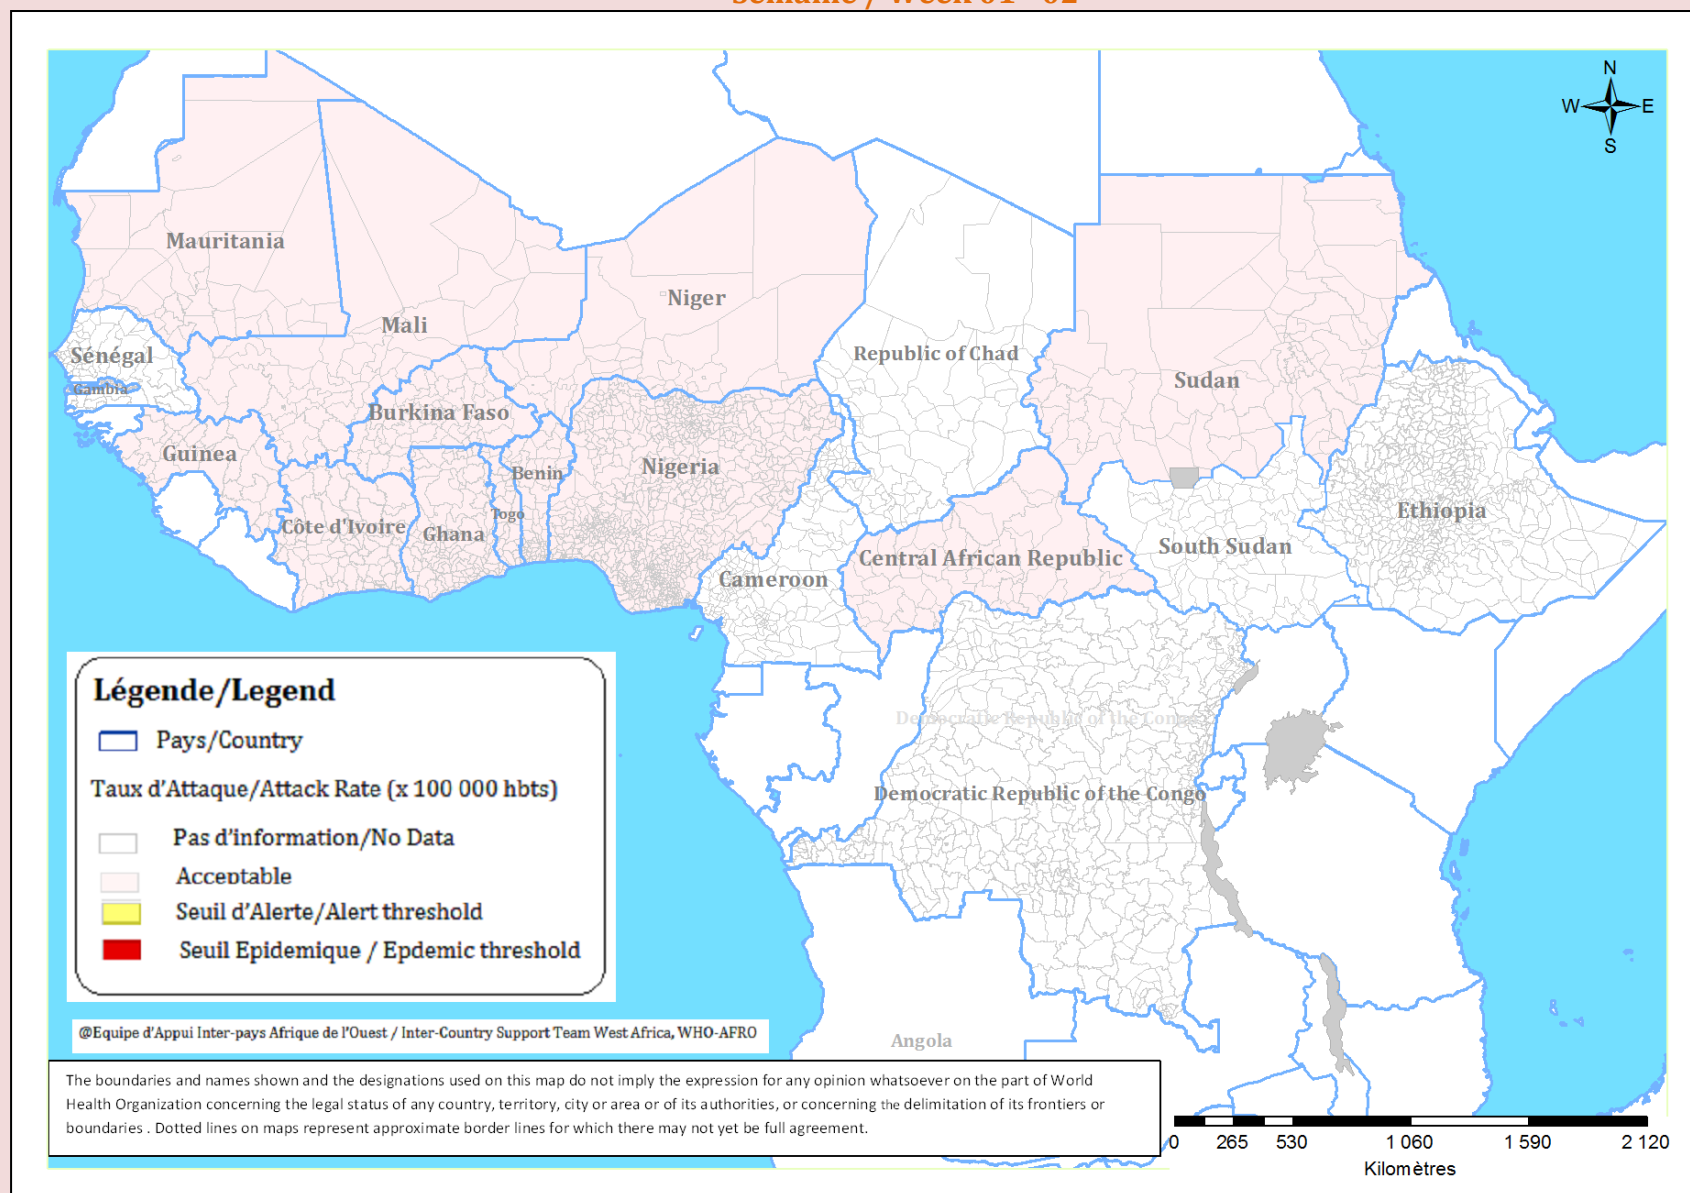 Semaine / Week 01 - 02
N
W E
S
Mauritania
Niger
Mali
Sénégal
Republic of Chad
Gambia
Sudan
Burkina Faso
Guinea
Nigeria
Benin
Togo
Ethiopia
Côte d'Ivoire
Ghana
South Sudan
Central African Republic
Cameroon
Democratic Republic of the Congo
Democratic Republic of the Congo
Angola
Légende/Legend
Pays/Country
Taux d'Attaque/Attack Rate (x 100 000 hbts)
Pas d'information/No Data
Acceptable
Seuil d'Alerte/Alert threshold
Seuil Epidemique / Epdemic threshold
@Equipe d'Appui Inter-pays Afrique de l'Ouest / Inter-Country Support Team West Africa, WHO-AFRO
The boundaries and names shown and the designations used on this map do not imply the expression for any opinion whatsoever on the part of World
Health Organization concerning the legal status of any country, territory, city or area or of its authorities, or concerning the delimitation of its frontiers or
boundaries . Dotted lines on maps represent approximate border lines for which there may not yet be full agreement.
0 265 530 1 060 1 590 2 120
Kilomètres